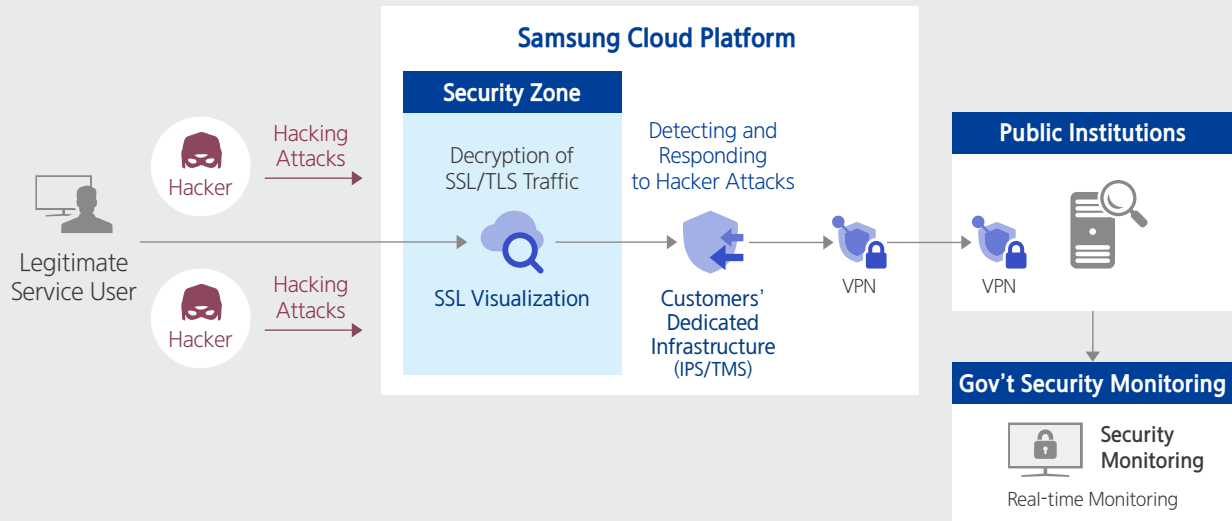 Samsung Cloud Platform
Security Zone
Hacking
Attacks
Hacker
Decryption of
SSL/TLS Traffic
Detecting and
Responding
to Hacker Attacks
Public Institutions
Legitimate
Service User
Hacking
Attacks
Hacker
SSL Visualization
Customers’
Dedicated
Infrastructure
(IPS/TMS)
VPN
VPN
Gov’t Security Monitoring
Security
Monitoring
Real-time Monitoring